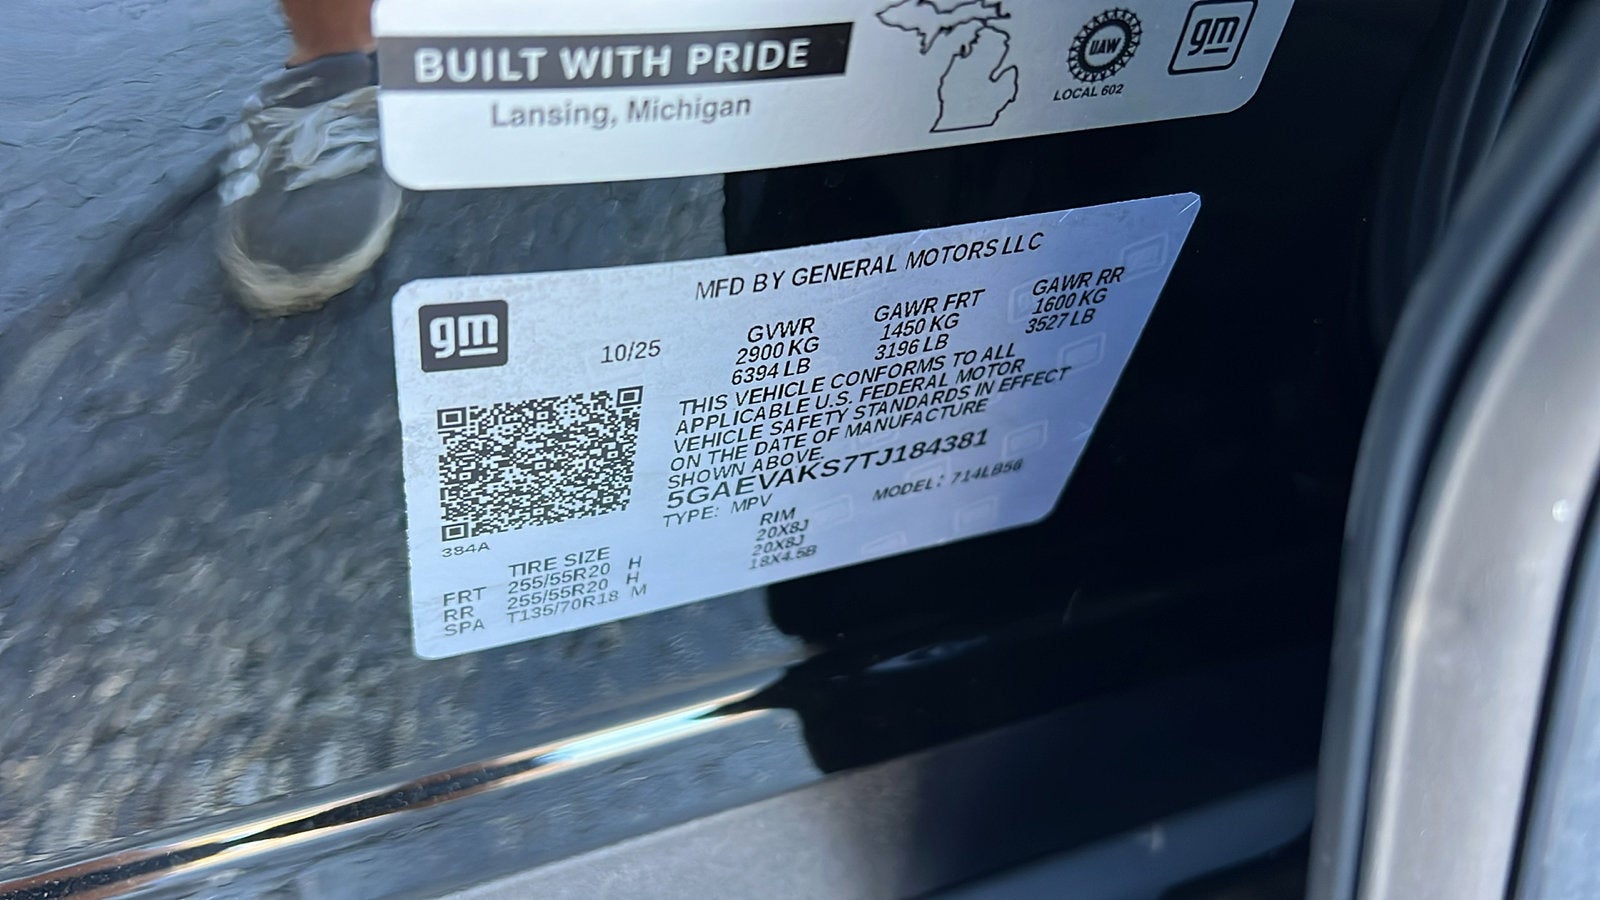 BUILT WITH PRIDE
Lansing, Michigan
UAW
LOCAL 602
gm
MFD BY GENERAL MOTORS LLC
gm
10/25
GVWR
2900 KG
6394 LB
GAWR FRT
1450 KG
3196 LB
GAWR RR
1600 KG
3527 LB
THIS VEHICLE CONFORMS TO ALL
APPLICABLE U.S. FEDERAL MOTOR
VEHICLE SAFETY STANDARDS IN EFFECT
ON THE DATE OF MANUFACTURE
SHOWN ABOVE.
5GAEVAKS7TJ184381
TYPE: MPV
MODEL: 714LB56
384A
TIRE SIZE
RIM
FRT 255/55R20 H 20X8J
RR 255/55R20 H 20X8J
SPA T135/70R18 M 18X4.5B